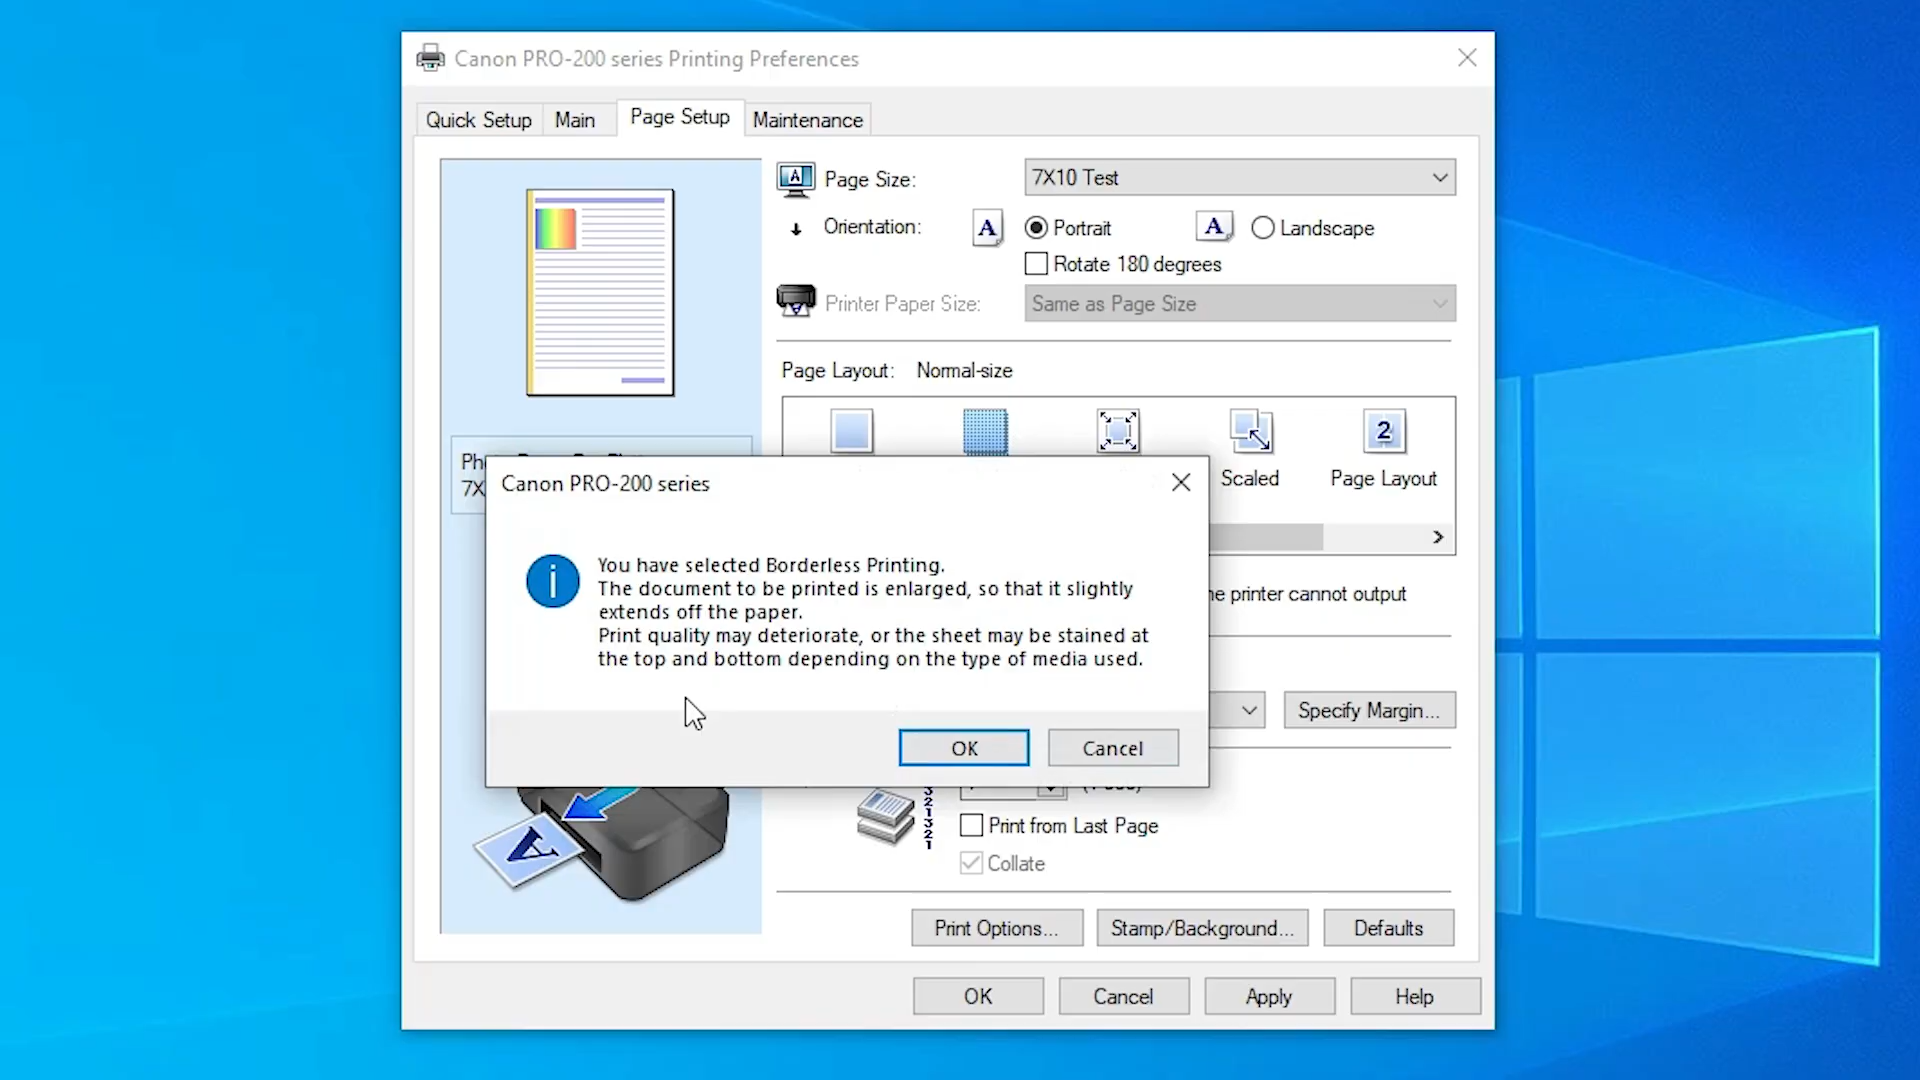 Canon PRO-200 series Printing Preferences
Quick Setup
Main
Page Setup
Maintenance
Page Size:
7X10 Test
Orientation:
A
Portrait
A
Landscape
Rotate 180 degrees
Printer Paper Size:
Same as Page Size
Page Layout: Normal-size
2
Scaled
Page Layout
Canon PRO-200 series
You have selected Borderless Printing.
The document to be printed is enlarged, so that it slightly
extends off the paper.
Print quality may deteriorate, or the sheet may be stained at
the top and bottom depending on the type of media used.
OK
Cancel
printer cannot output
Specify Margin...
Print from Last Page
Collate
Print Options...
Stamp/Background...
Defaults
OK
Cancel
Apply
Help